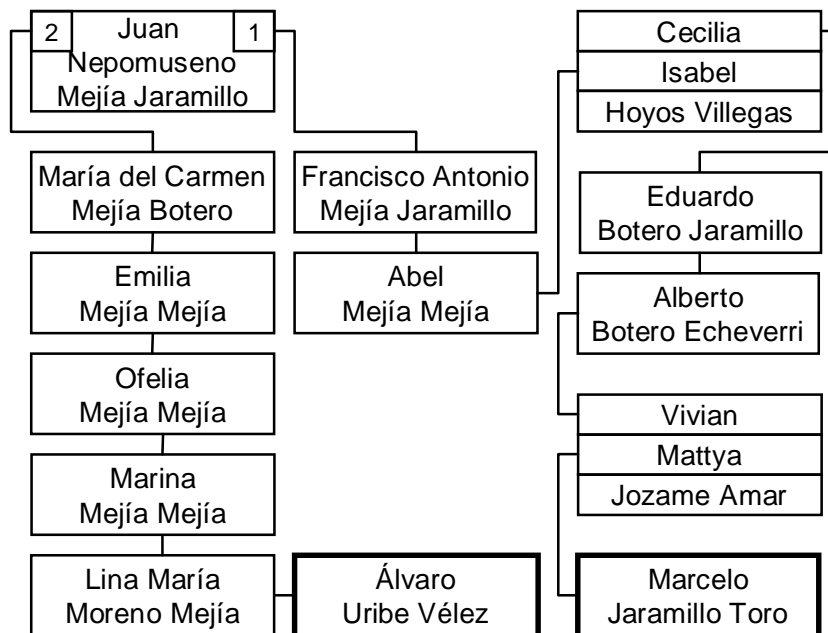 2
Juan
1
Nepomuseno
Mejía Jaramillo
María del Carmen
Mejía Botero
Emilia
Mejía Mejía
Ofelia
Mejía Mejía
Marina
Mejía Mejía
Lina María
Moreno Mejía
Francisco Antonio
Mejía Jaramillo
Abel
Mejía Mejía
Álvaro
Uribe Vélez
Cecilia
Isabel
Hoyos Villegas
Eduardo
Botero Jaramillo
Alberto
Botero Echeverri
Vivian
Mattya
Jozame Amar
Marcelo
Jaramillo Toro